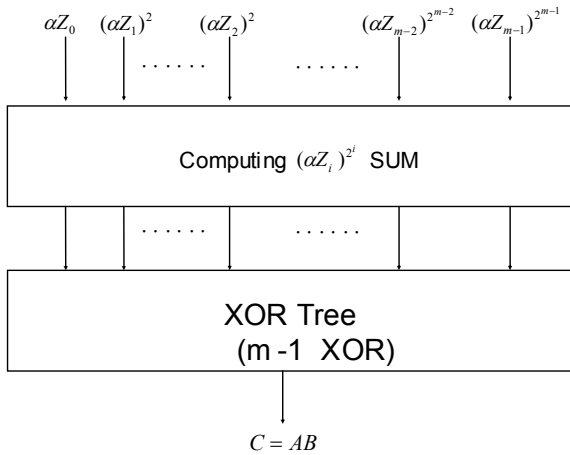 αZ₀ (αZ₁)² (αZ₂)² (αZₘ₋₂)^{2^{m-2}} (αZₘ₋₁)^{2^{m-1}}
. . . . . . . . . . . .
Computing (αZᵢ)^{2^i} SUM
. . . . . . . . . . . .
XOR Tree
(m -1 XOR)
C = AB